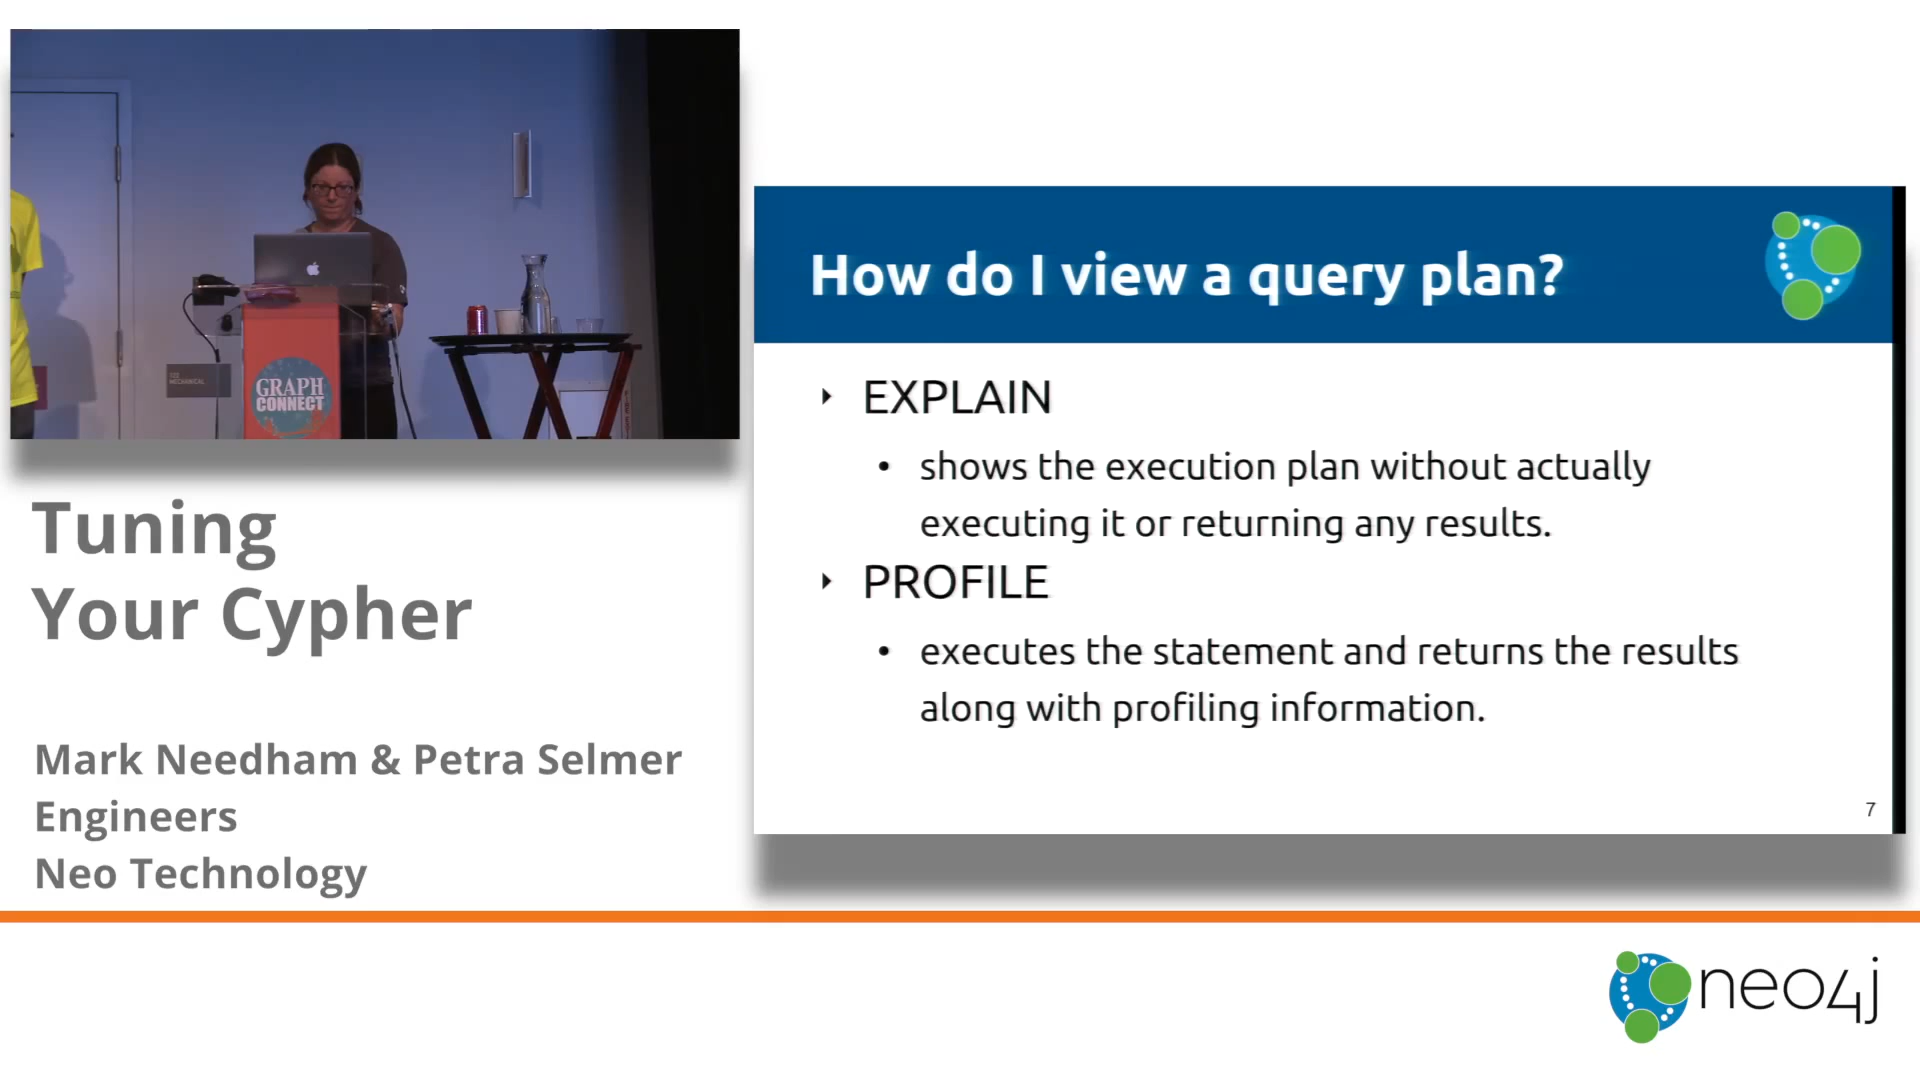 MECHANICAL
GRAPH
CONNECT
Tuning
Your Cypher
Mark Needham & Petra Selmer
Engineers
Neo Technology
How do I view a query plan?
EXPLAIN
• shows the execution plan without actually
executing it or returning any results.
PROFILE
• executes the statement and returns the results
along with profiling information.
7
neo4j